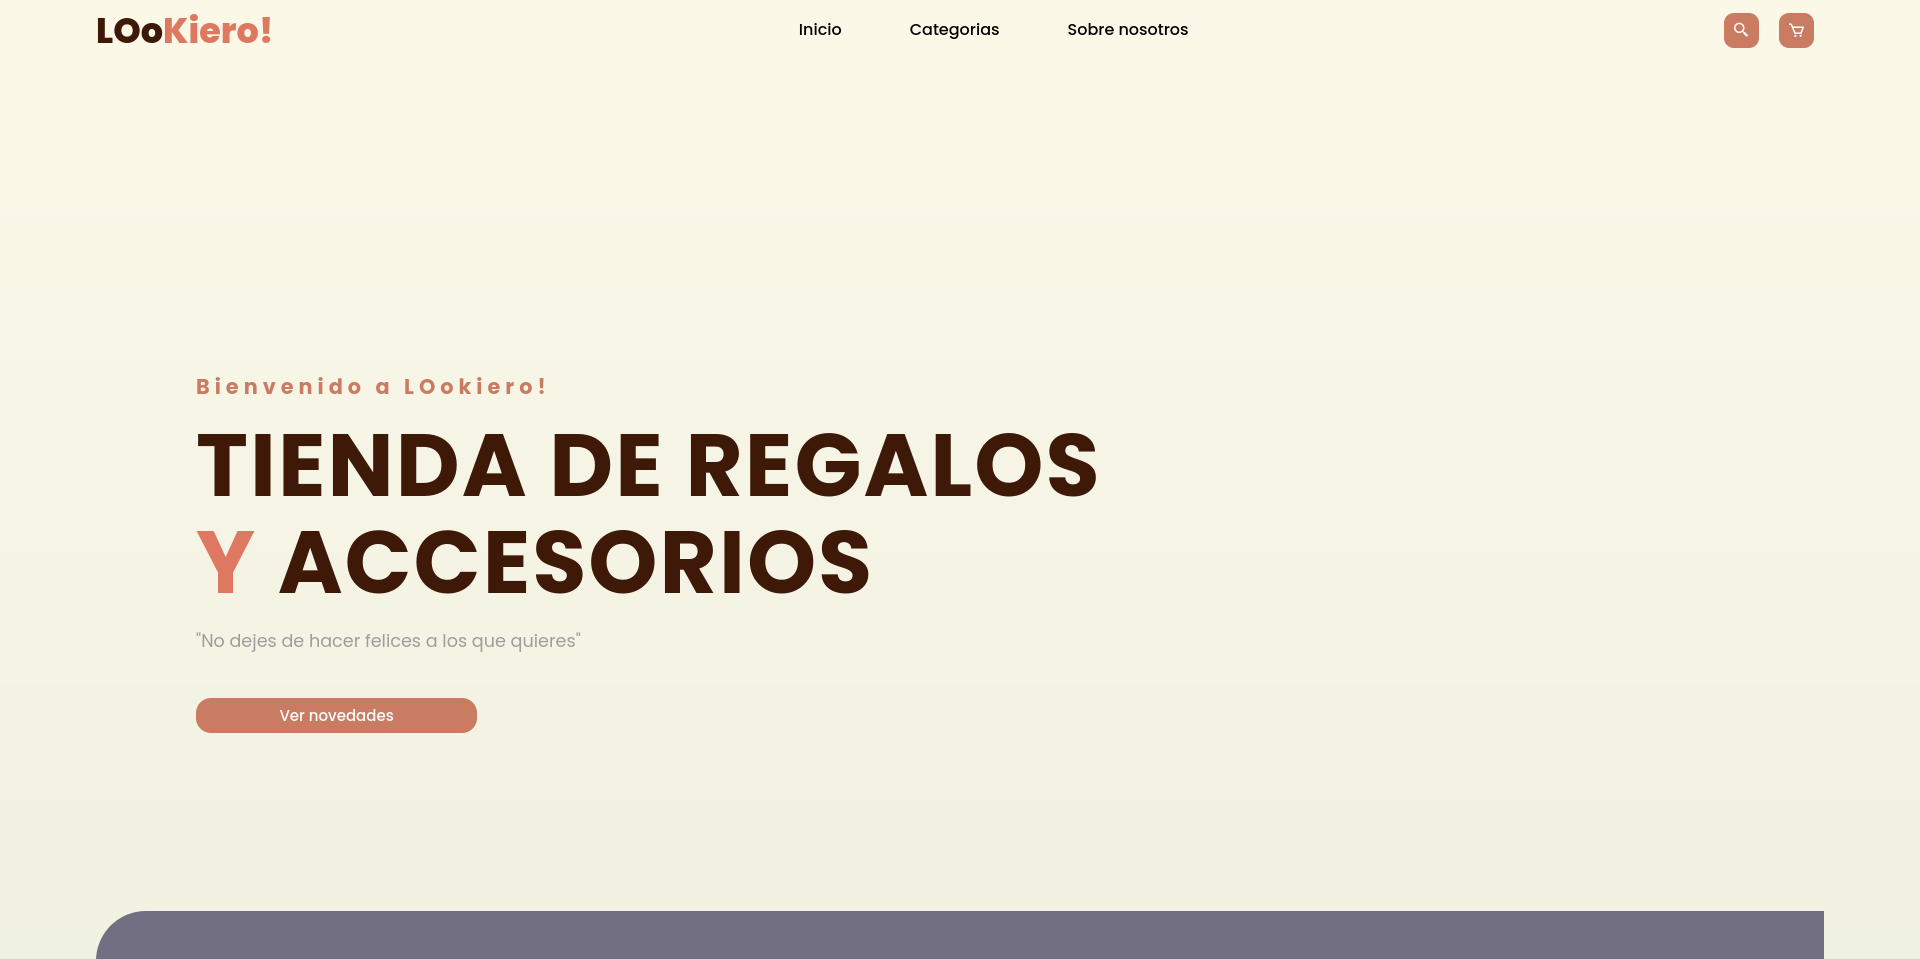 LOoKiero!
Inicio
Categorias
Sobre nosotros
Bienvenido a LOokiero!
TIENDA DE REGALOS
Y ACCESORIOS
"No dejes de hacer felices a los que quieres"
Ver novedades